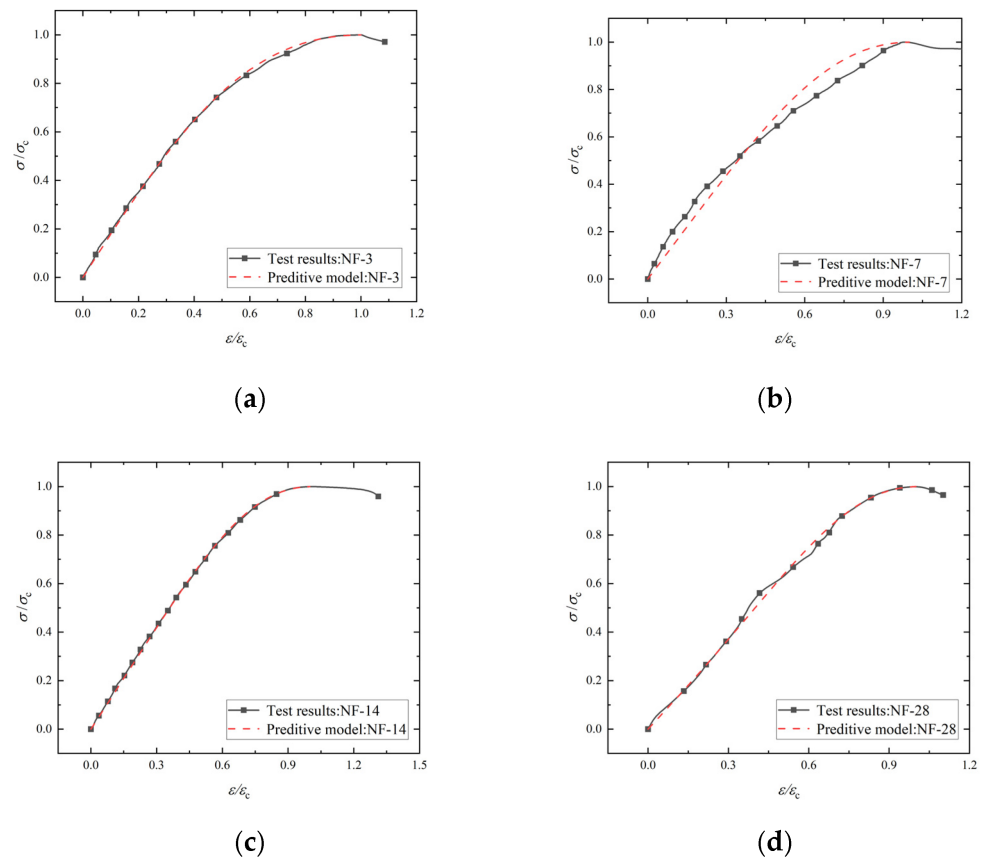 1.0
0.8
0.6
0.4
0.2
0.0
σ/σc
Test results:NF-3
Preditive model:NF-3
0.0 0.2 0.4 0.6 0.8 1.0 1.2
ε/εc
(a)
1.0
0.8
0.6
0.4
0.2
0.0
σ/σc
Test results:NF-7
Preditive model:NF-7
0.0 0.3 0.6 0.9 1.2
ε/εc
(b)
1.0
0.8
0.6
0.4
0.2
0.0
σ/σc
Test results:NF-14
Preditive model:NF-14
0.0 0.3 0.6 0.9 1.2 1.5
ε/εc
(c)
1.0
0.8
0.6
0.4
0.2
0.0
σ/σc
Test results:NF-28
Preditive model:NF-28
0.0 0.3 0.6 0.9 1.2
ε/εc
(d)